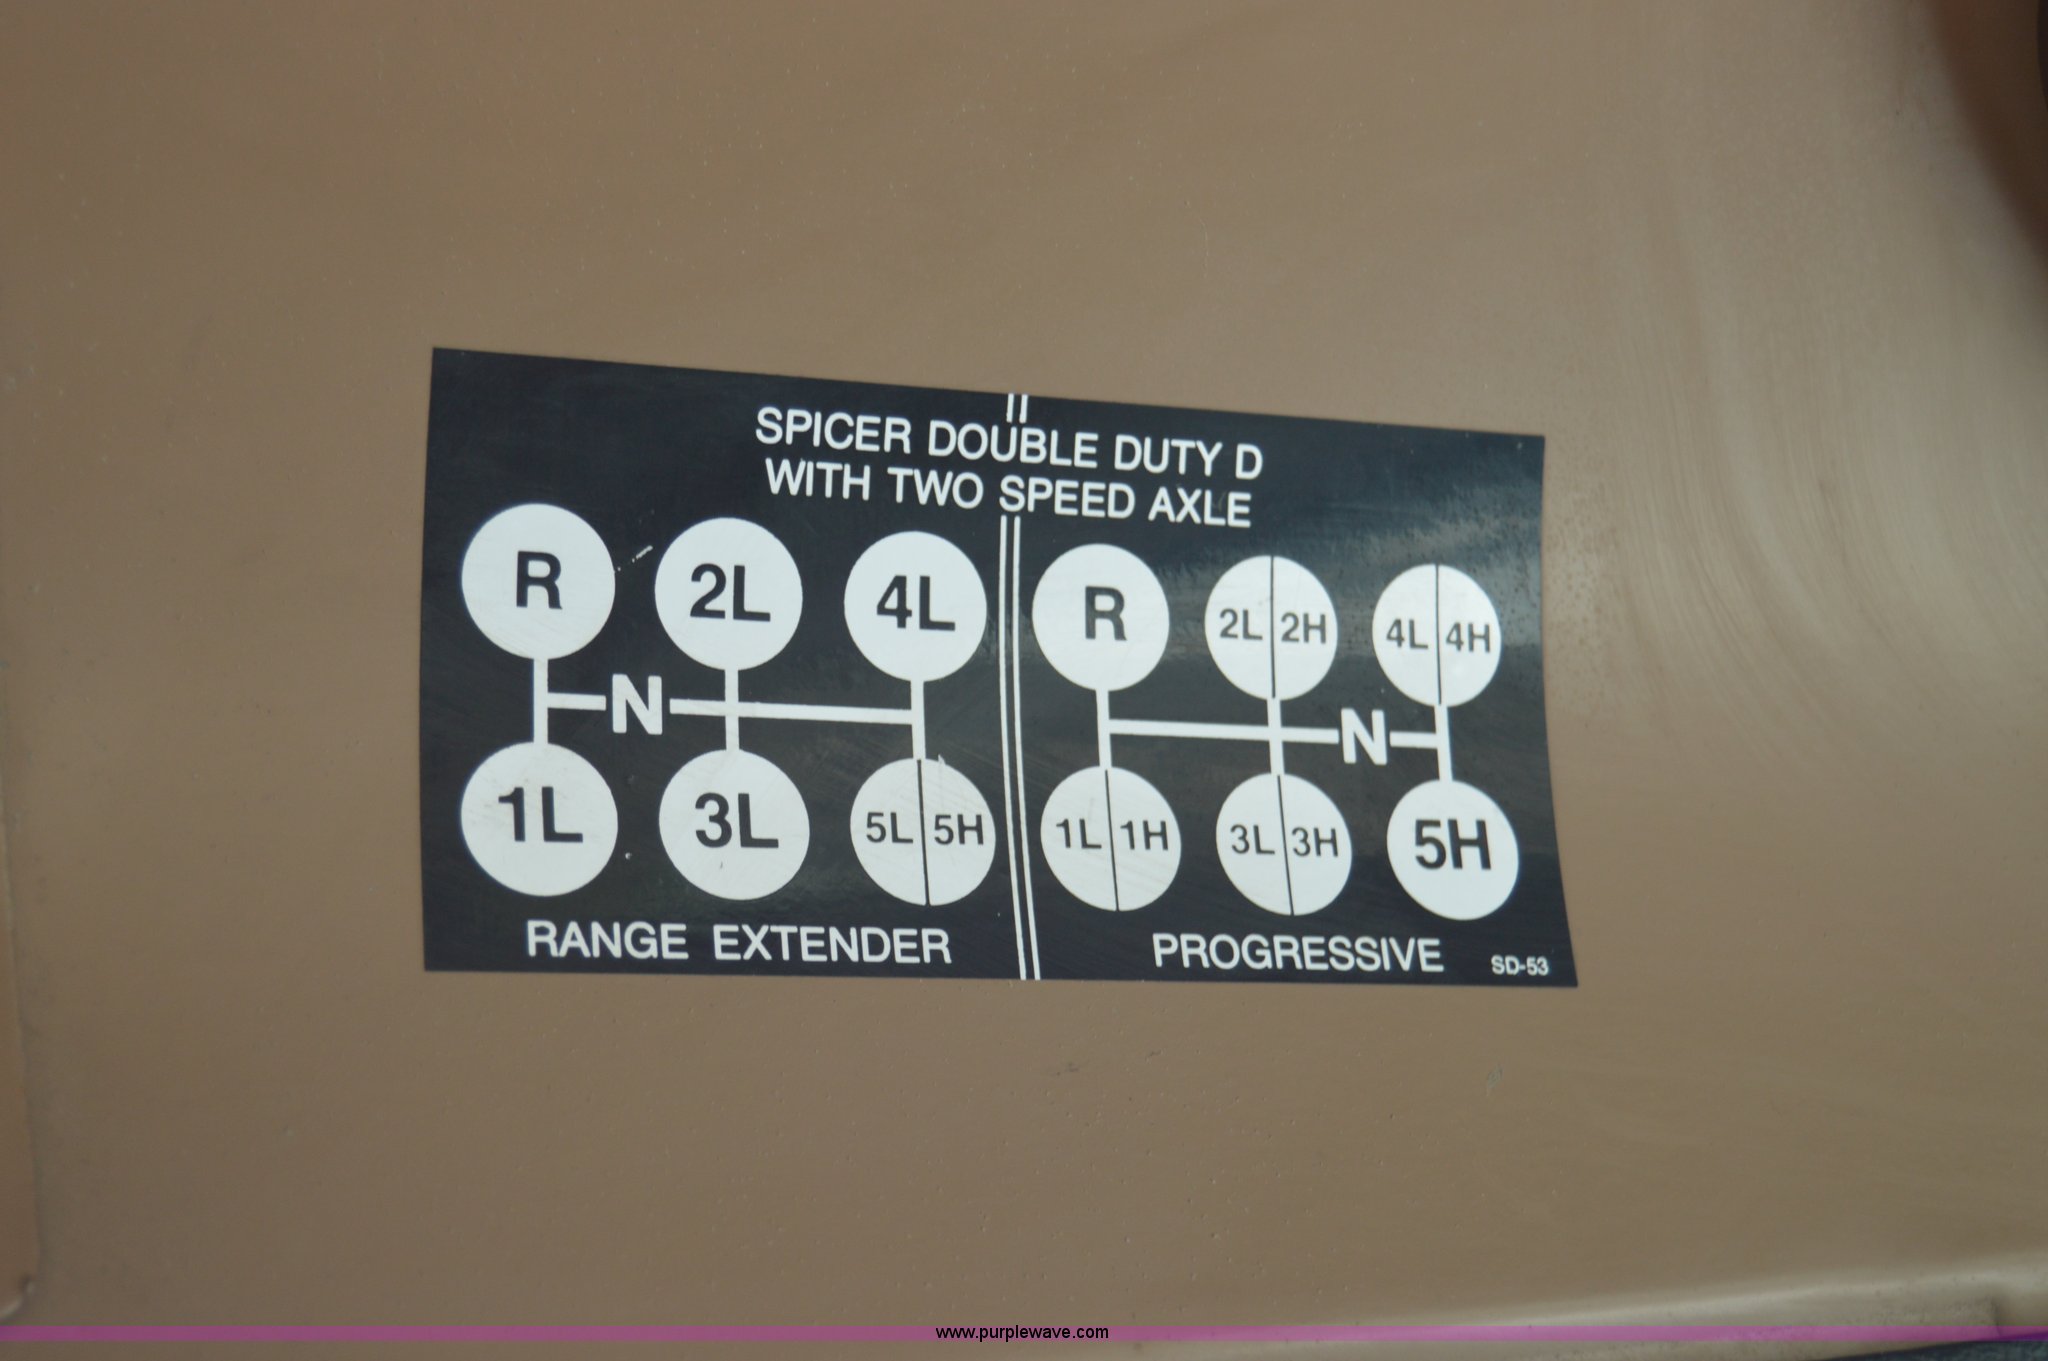 SPICER DOUBLE DUTY D
WITH TWO SPEED AXLE
R 2L 4L
N
1L 3L 5L 5H
RANGE EXTENDER
R 2L 2H 4L 4H
N
1L 1H 3L 3H 5H
PROGRESSIVE
SD-53
www.purplewave.com